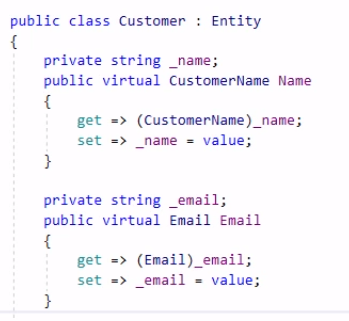 public class Customer : Entity
{
private string _name;
public virtual CustomerName Name
{
get => (CustomerName)_name;
set => _name = value;
}
private string _email;
public virtual Email Email
{
get => (Email)_email;
set => _email = value;
}